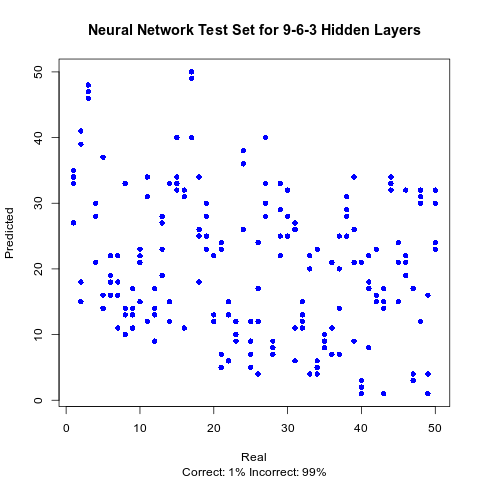 Neural Network Test Set for 9-6-3 Hidden Layers
Predicted
50
40
30
20
10
0
0 10 20 30 40 50
Real
Correct: 1% Incorrect: 99%